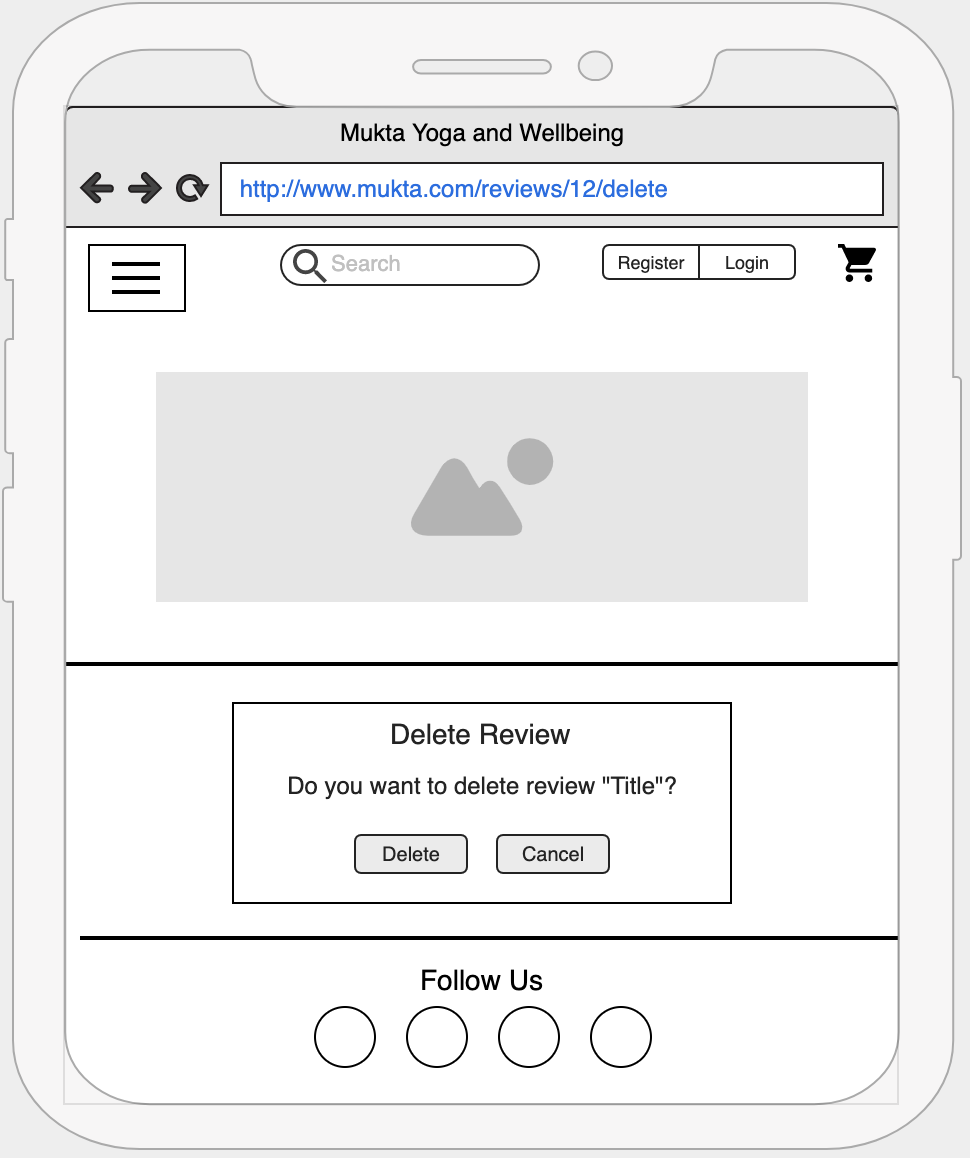 Mukta Yoga and Wellbeing
http://www.mukta.com/reviews/12/delete
Search
Register
Login
Delete Review
Do you want to delete review "Title"?
Delete
Cancel
Follow Us